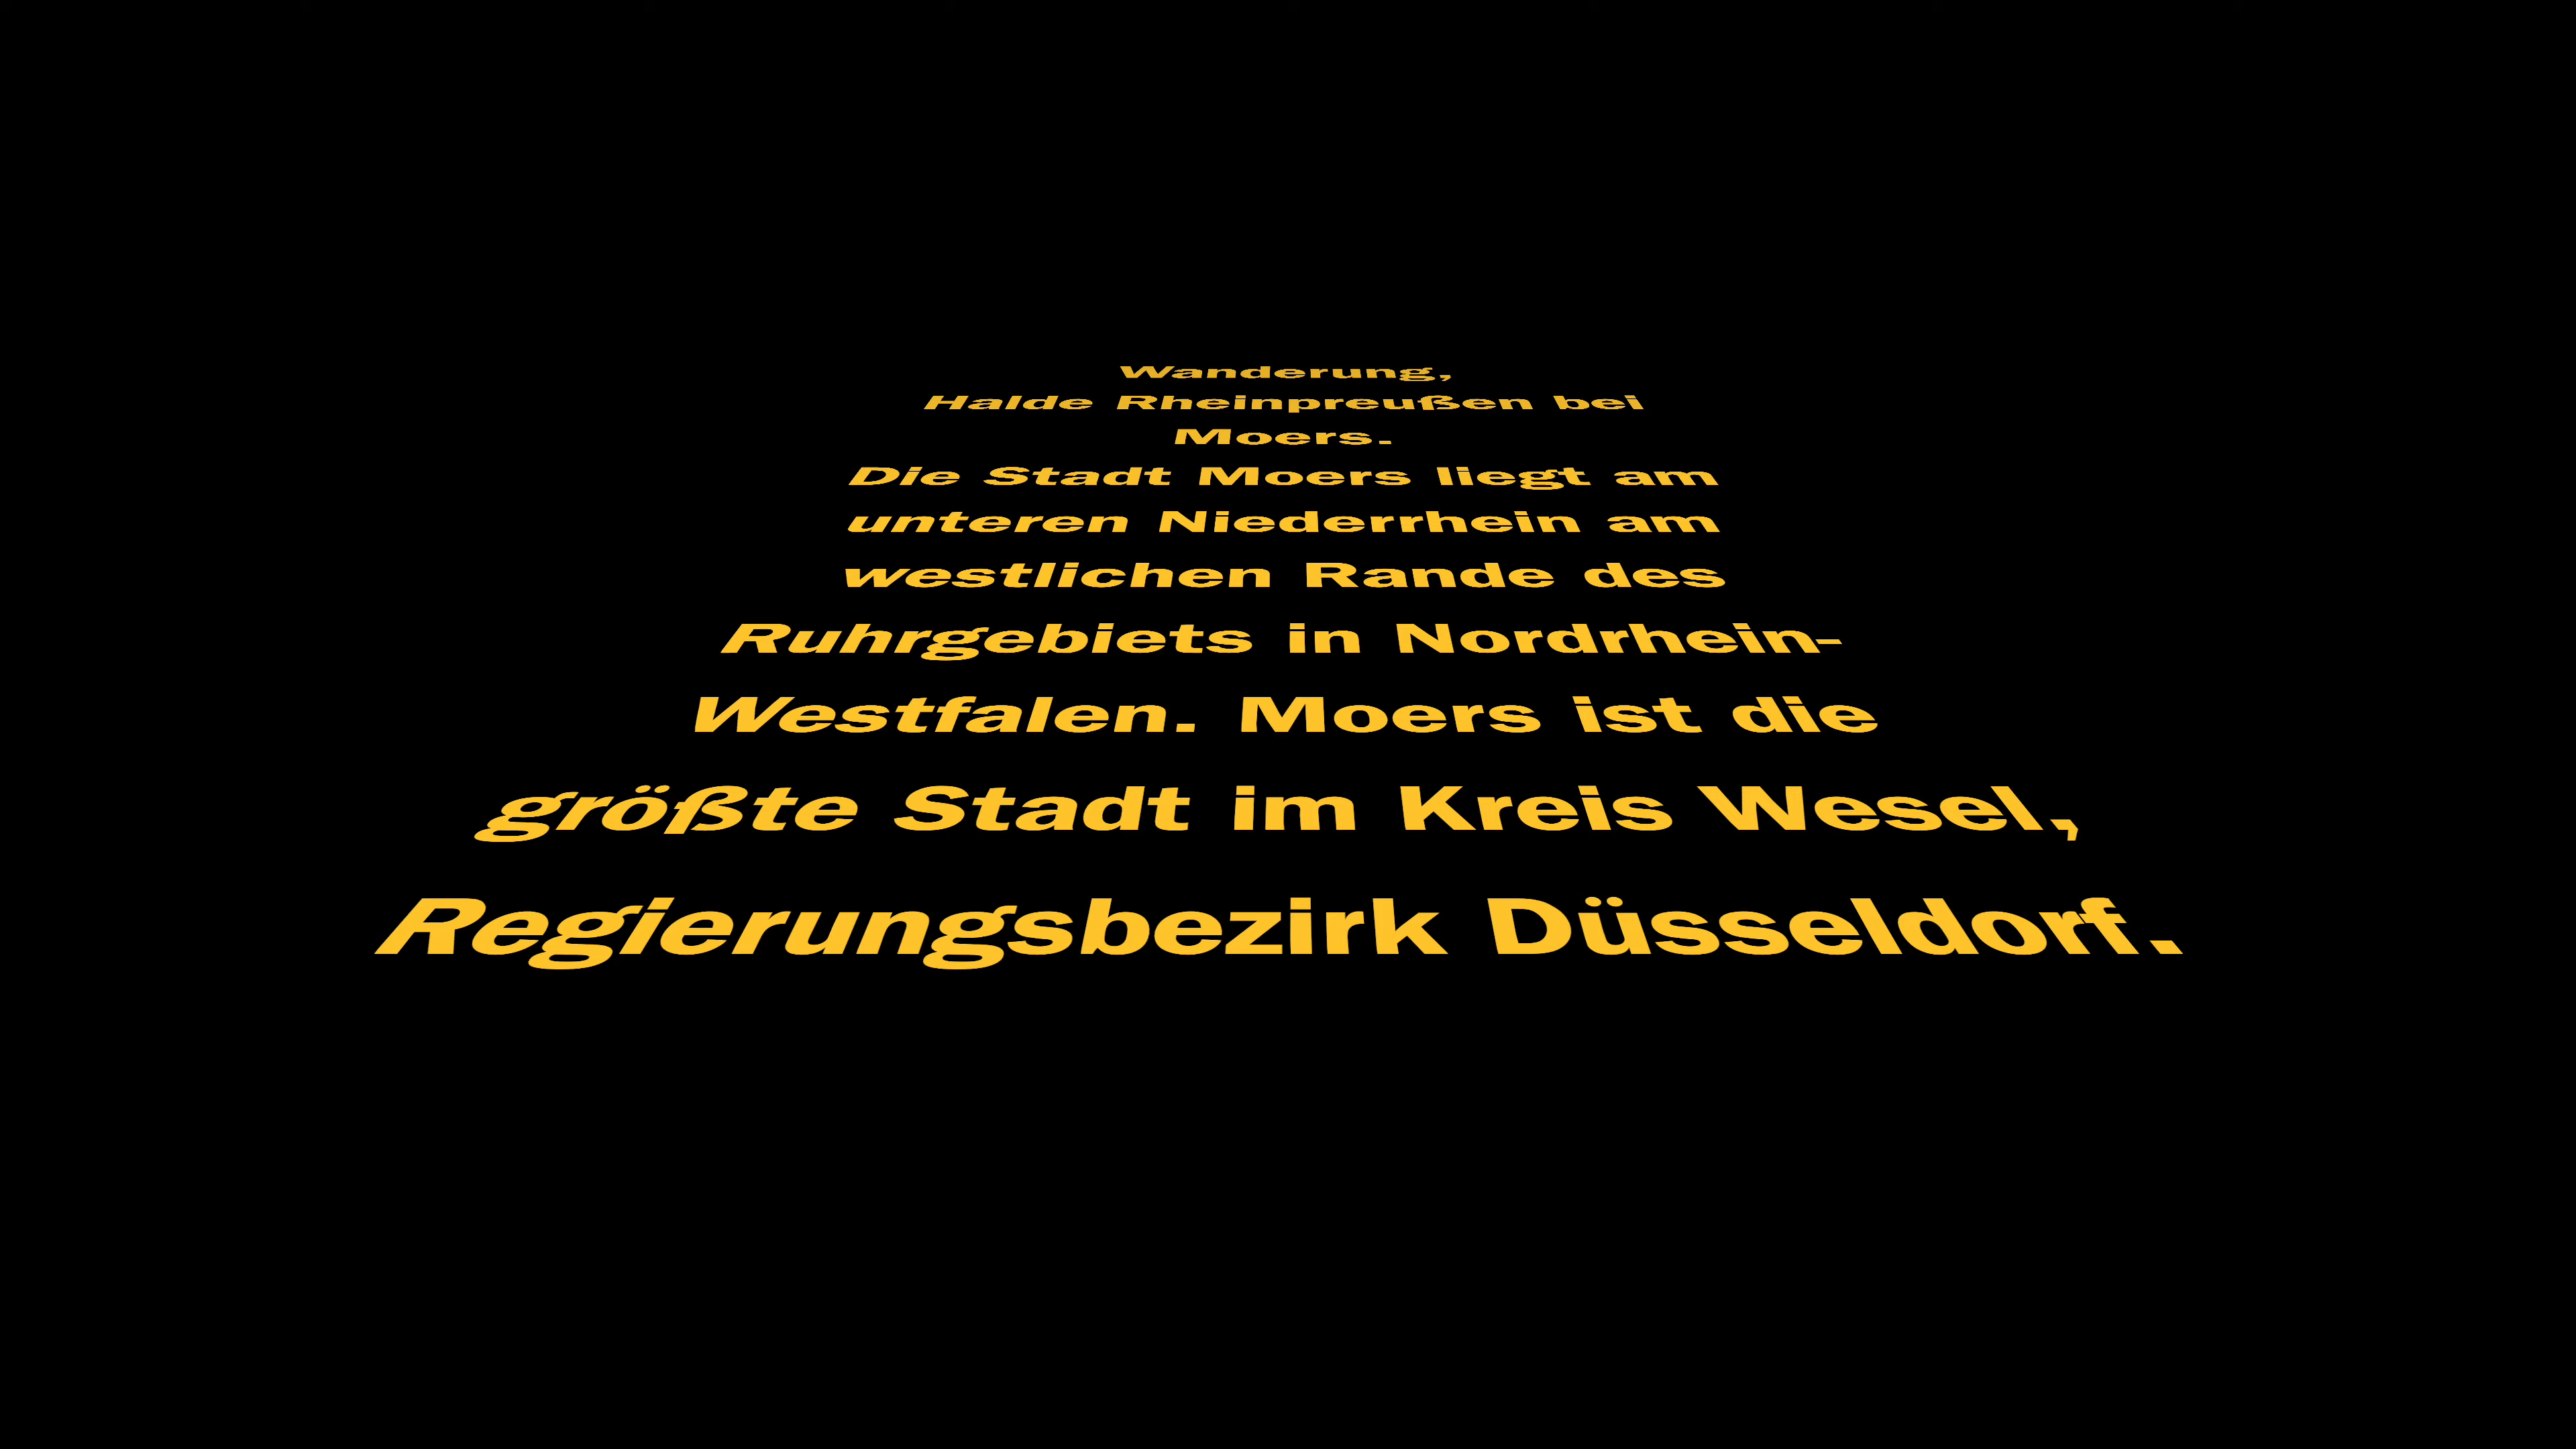 Wanderung,
Halde Rheinpreußen bei
Moers.
Die Stadt Moers liegt am
unteren Niederrhein am
westlichen Rande des
Ruhrgebiets in Nordrhein-
Westfalen. Moers ist die
größte Stadt im Kreis Wesel,
Regierungsbezirk Düsseldorf.